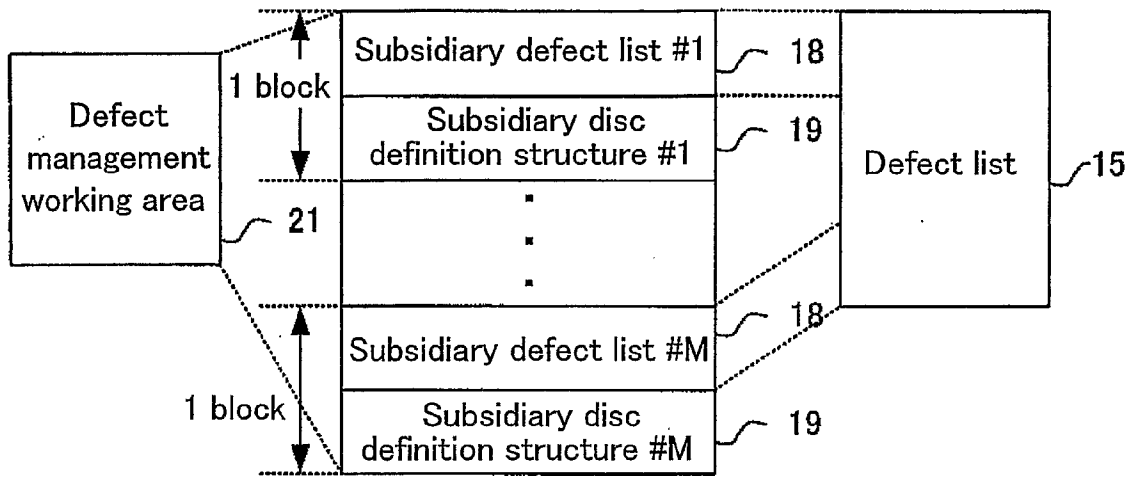 Defect
management
working area
21
1 block
1 block
Subsidiary defect list #1
18
Subsidiary disc
definition structure #1
19
Subsidiary defect list #M
18
Subsidiary disc
definition structure #M
19
Defect list
15